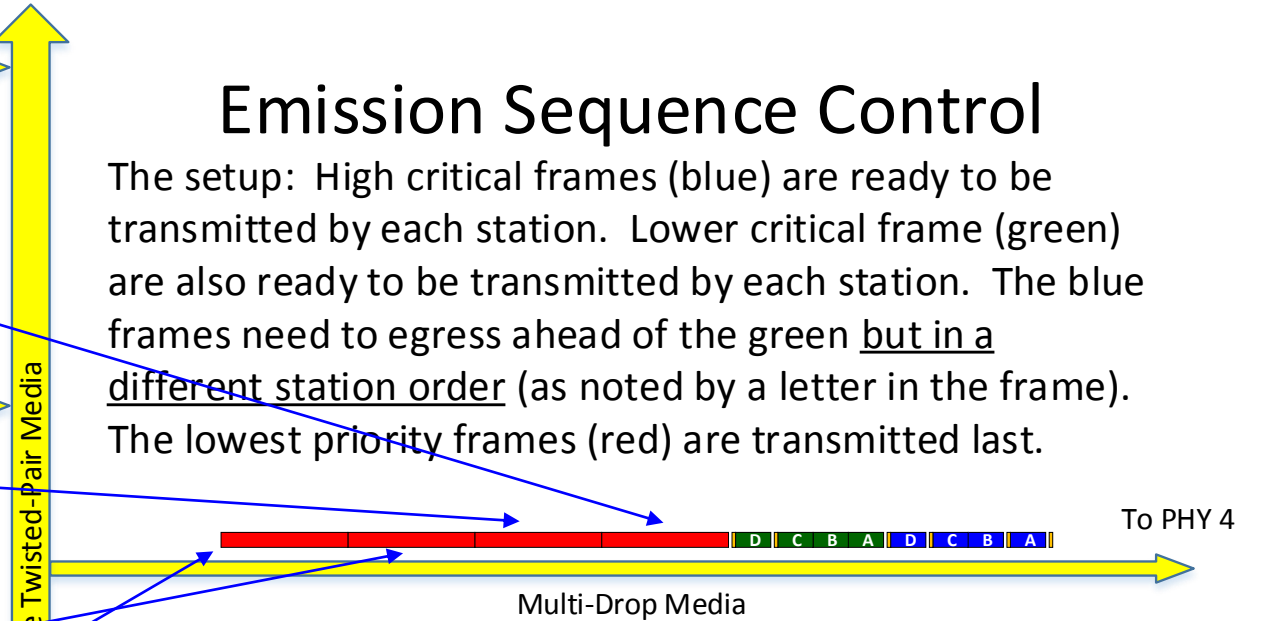 Emission Sequence Control
The setup: High critical frames (blue) are ready to be
transmitted by each station. Lower critical frame (green)
are also ready to be transmitted by each station. The blue
frames need to egress ahead of the green but in a
different station order (as noted by a letter in the frame).
The lowest priority frames (red) are transmitted last.
Twisted-Pair Media
To PHY 4
D C B A D C B A
Multi-Drop Media